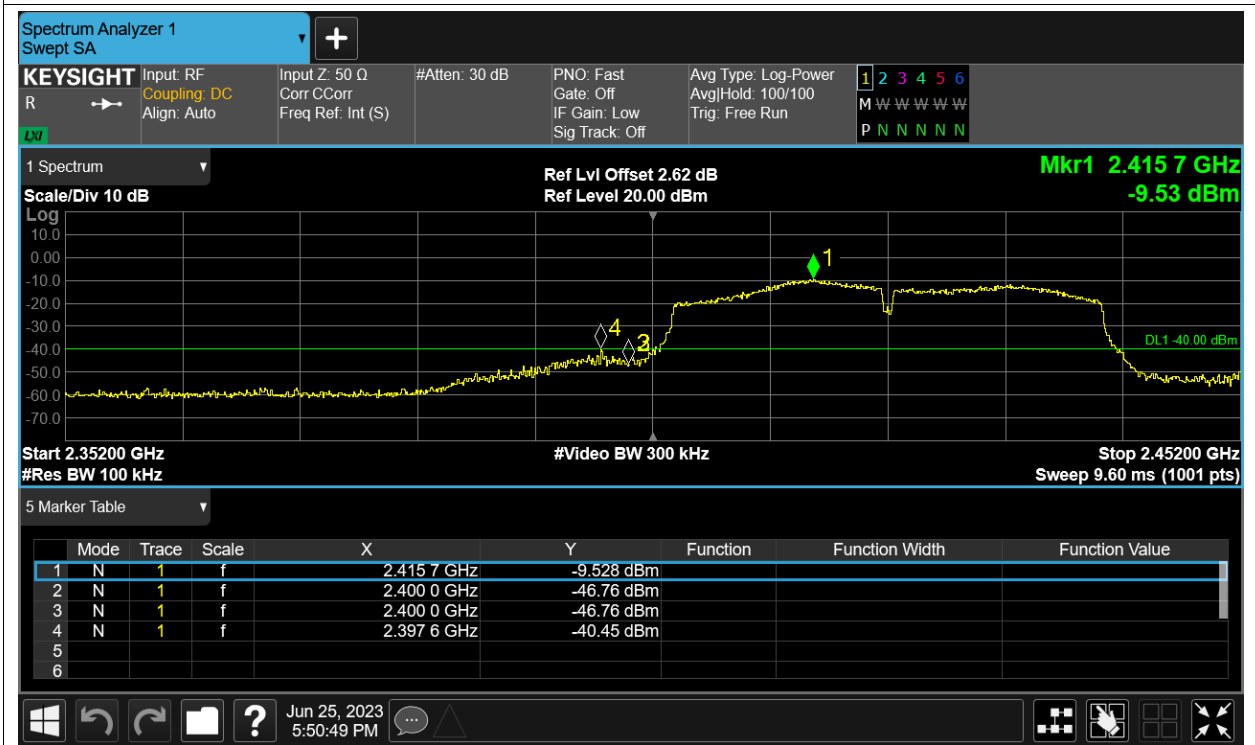 Spectrum Analyzer 1
Swept SA
+
KEYSIGHT Input: RF Input Z: 50 Ω #Atten: 30 dB PNO: Fast Avg Type: Log-Power 1 2 3 4 5 6
R Coupling: DC Corr CCorr Gate: Off Avg|Hold: 100/100 M W W W W W
Align: Auto Freq Ref: Int (S) IF Gain: Low Trig: Free Run
LXI Sig Track: Off P N N N N N
1 Spectrum Ref Lvl Offset 2.62 dB Mkr1 2.415 7 GHz
Scale/Div 10 dB Ref Level 20.00 dBm -9.53 dBm
Log
10.0
0.00 1
-10.0
-20.0
-30.0 4
-40.0 3 DL1 -40.00 dBm
-50.0
-60.0
-70.0
Start 2.35200 GHz #Video BW 300 kHz Stop 2.45200 GHz
#Res BW 100 kHz Sweep 9.60 ms (1001 pts)
5 Marker Table
Mode Trace Scale X Y Function Function Width Function Value
1 N 1 f 2.415 7 GHz -9.528 dBm
2 N 1 f 2.400 0 GHz -46.76 dBm
3 N 1 f 2.400 0 GHz -46.76 dBm
4 N 1 f 2.397 6 GHz -40.45 dBm
5
6
? Jun 25, 2023
5:50:49 PM